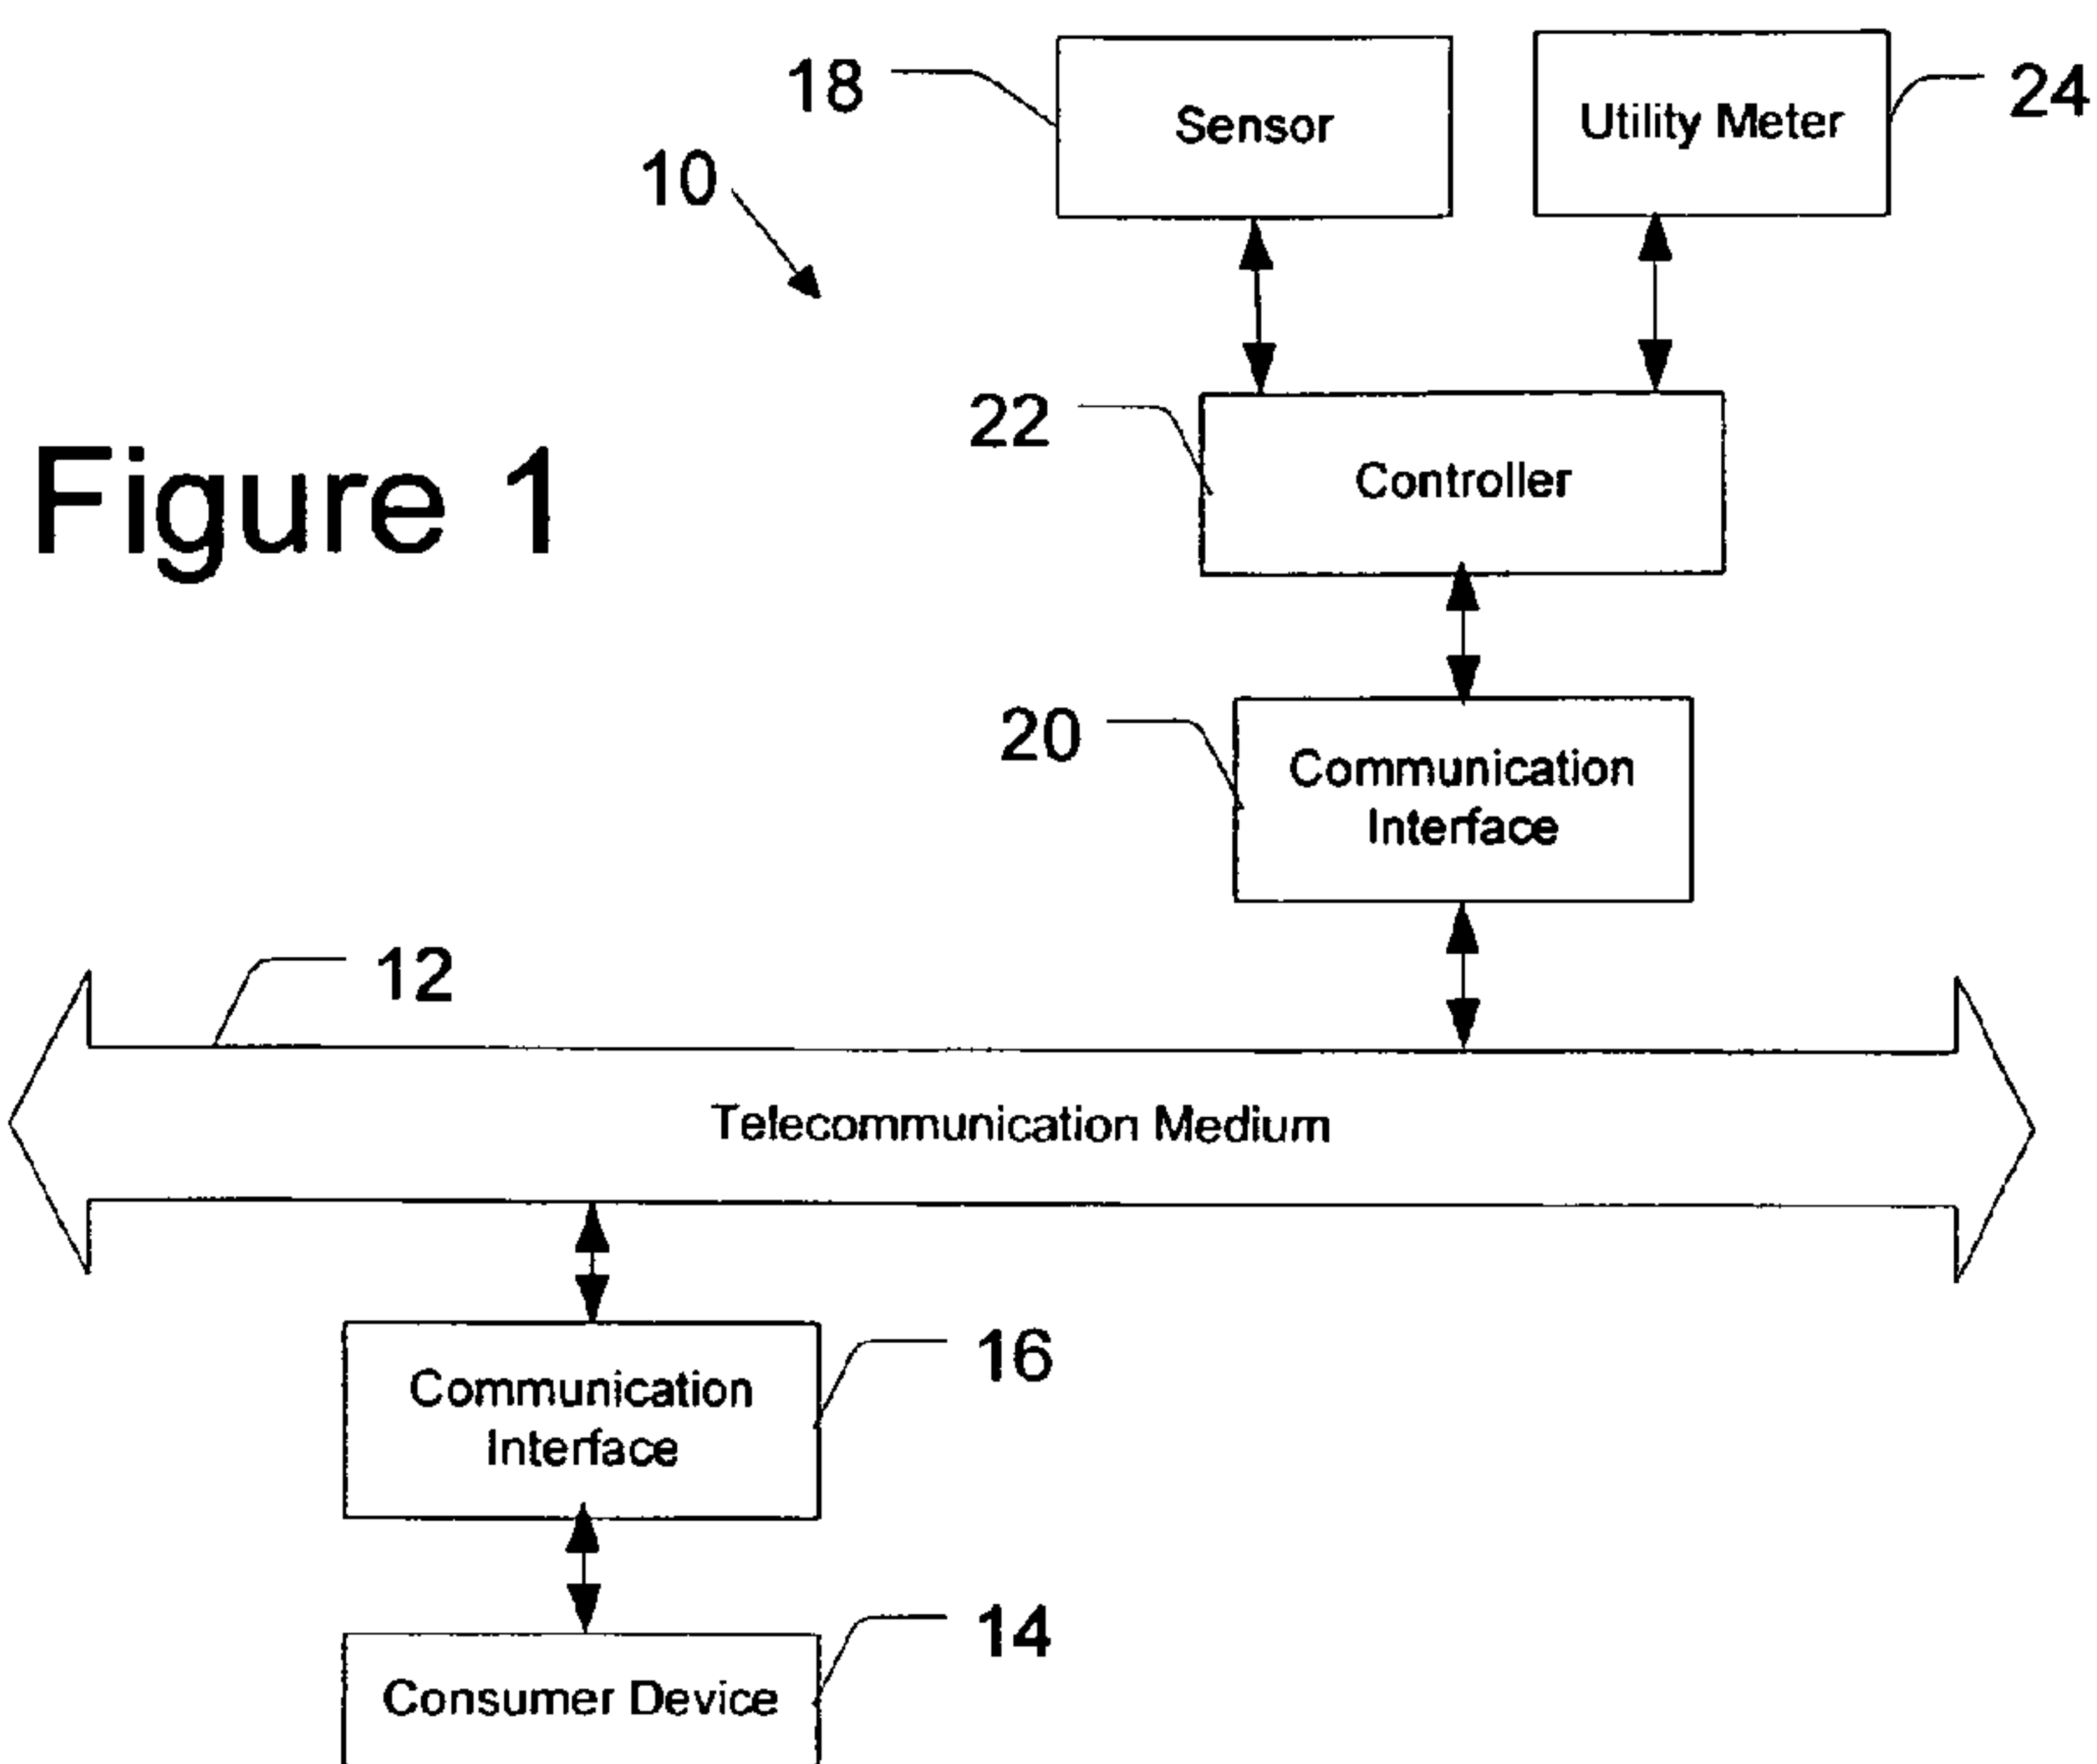 18
Sensor
Utility Meter
24
10
22
Controller
Figure 1
20
Communication
Interface
12
Telecommunication Medium
Communication
Interface
16
14
Consumer Device